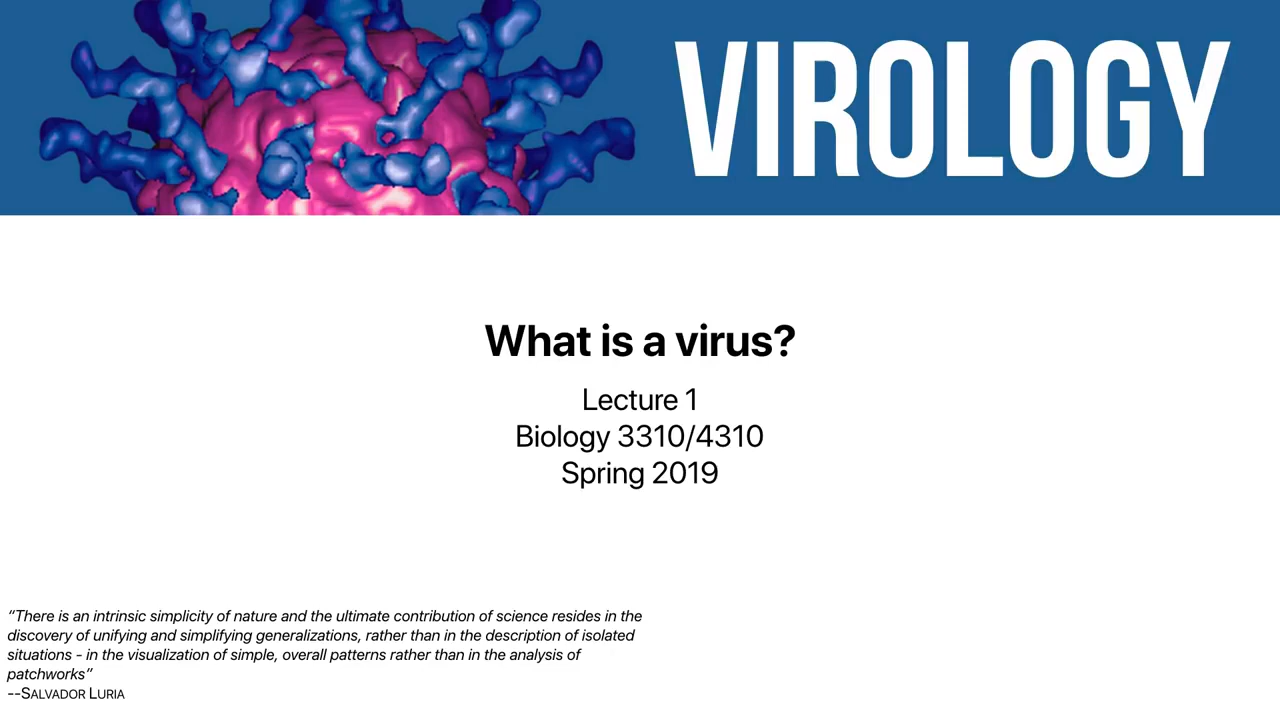 VIROLOGY
What is a virus?
Lecture 1
Biology 3310/4310
Spring 2019
“There is an intrinsic simplicity of nature and the ultimate contribution of science resides in the
discovery of unifying and simplifying generalizations, rather than in the description of isolated
situations - in the visualization of simple, overall patterns rather than in the analysis of
patchworks”
--SALVADOR LURIA